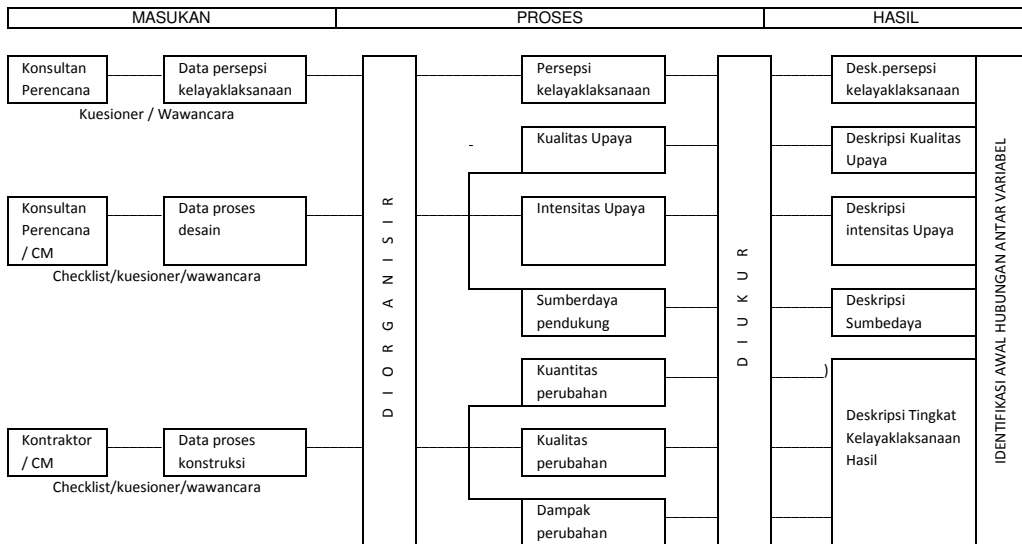 MASUKAN PROSES HASIL
Konsultan
Perencana
Data persepsi
kelayaklaksanaan
Persepsi
kelayaklaksanaan
Desk.persepsi
kelayaklaksanaan
Kuesioner / Wawancara
Kualitas Upaya
Deskripsi Kualitas
Upaya
Konsultan
Perencana
/ CM
Data proses
desain
Intensitas Upaya
Deskripsi
intensitas Upaya
Checklist/kuesioner/wawancara
Sumberdaya
pendukung
Deskripsi
Sumbedaya
Kuantitas
perubahan
)
Deskripsi Tingkat
Kelayaklaksanaan
Hasil
Kontraktor
/ CM
Data proses
konstruksi
Kualitas
perubahan
Checklist/kuesioner/wawancara
Dampak
perubahan
D I O R G A N I S I R
D I U K U R
IDENTIFIKASI AWAL HUBUNGAN ANTAR VARIABEL